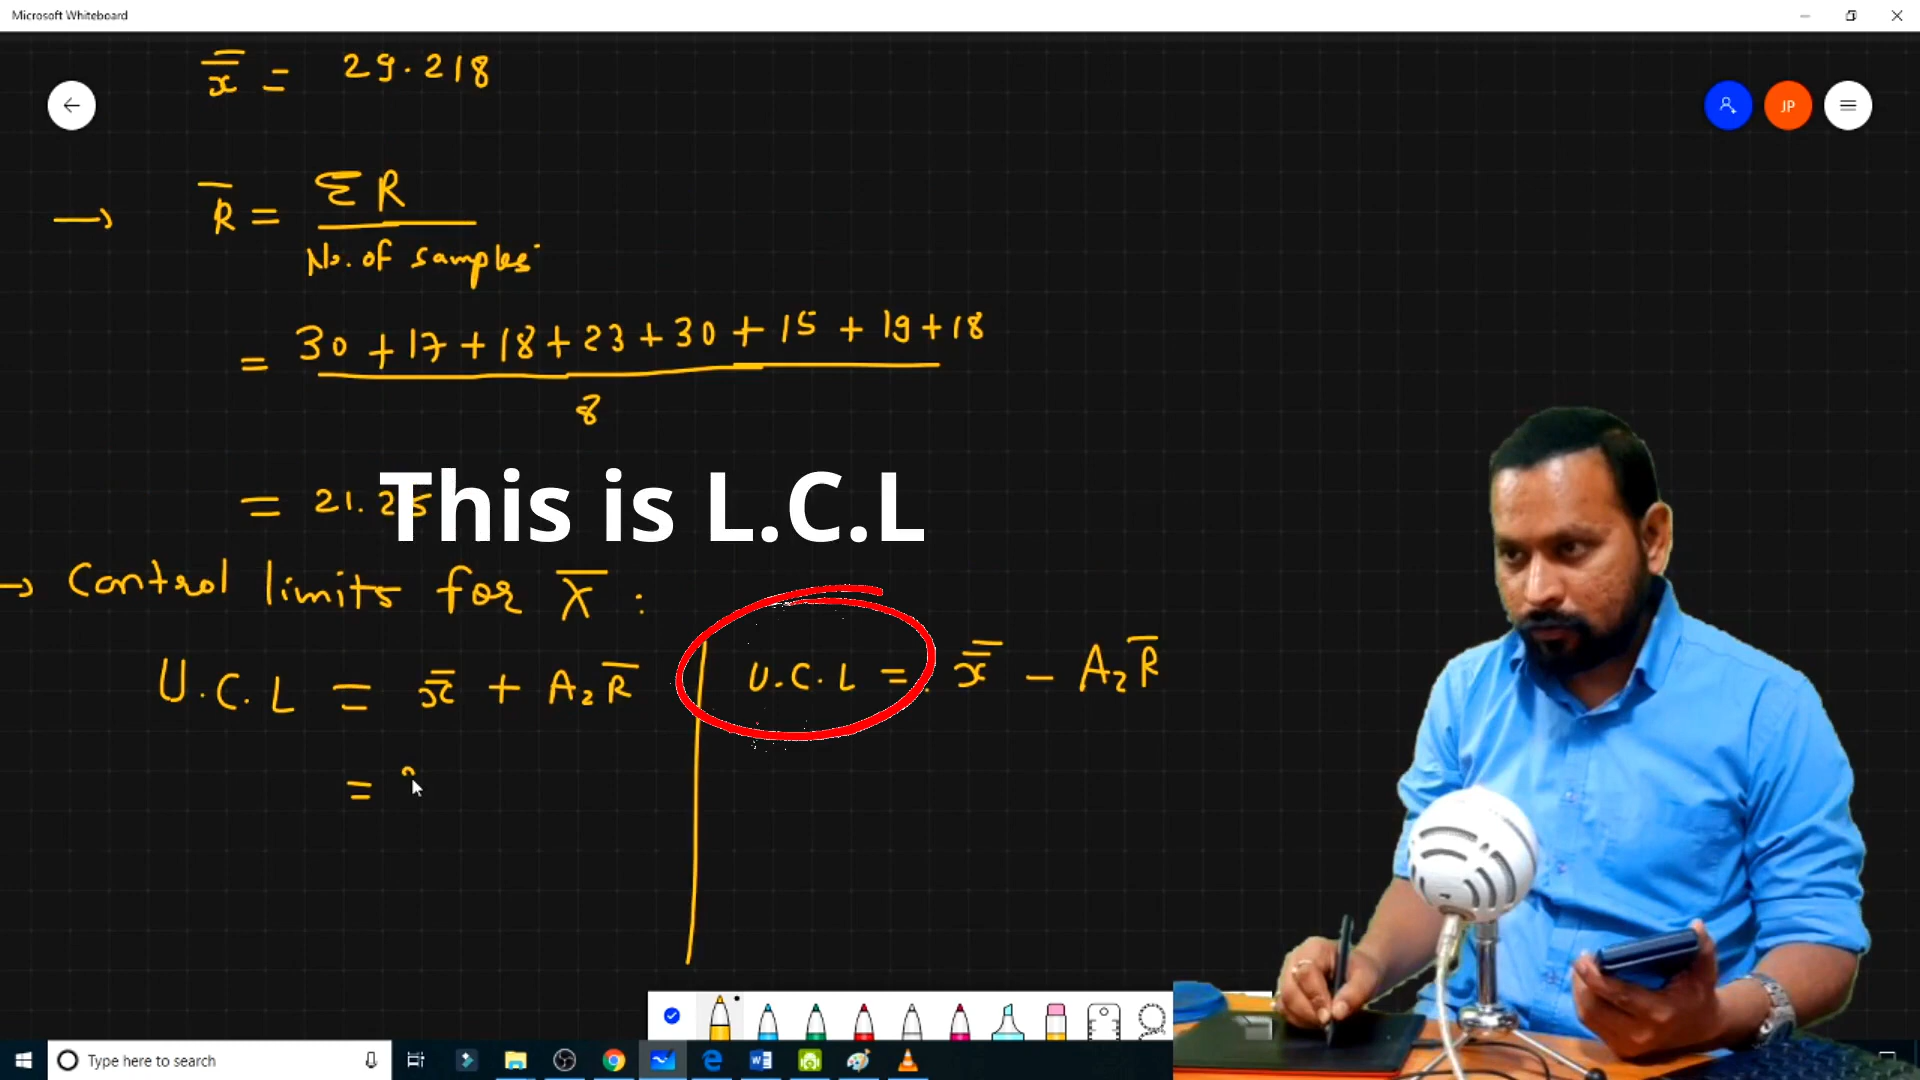 Microsoft Whiteboard
x̿ = 29.218
JP
→ R̅ = ΣR
No. of samples
= 30 + 17 + 18 + 23 + 30 + 15 + 19 + 18
8
= 21.25
This is L.C.L
→ Control limits for X̅ :
U.C.L = x̿ + A₂R̅
U.C.L = x̿ − A₂R̅
=
Type here to search